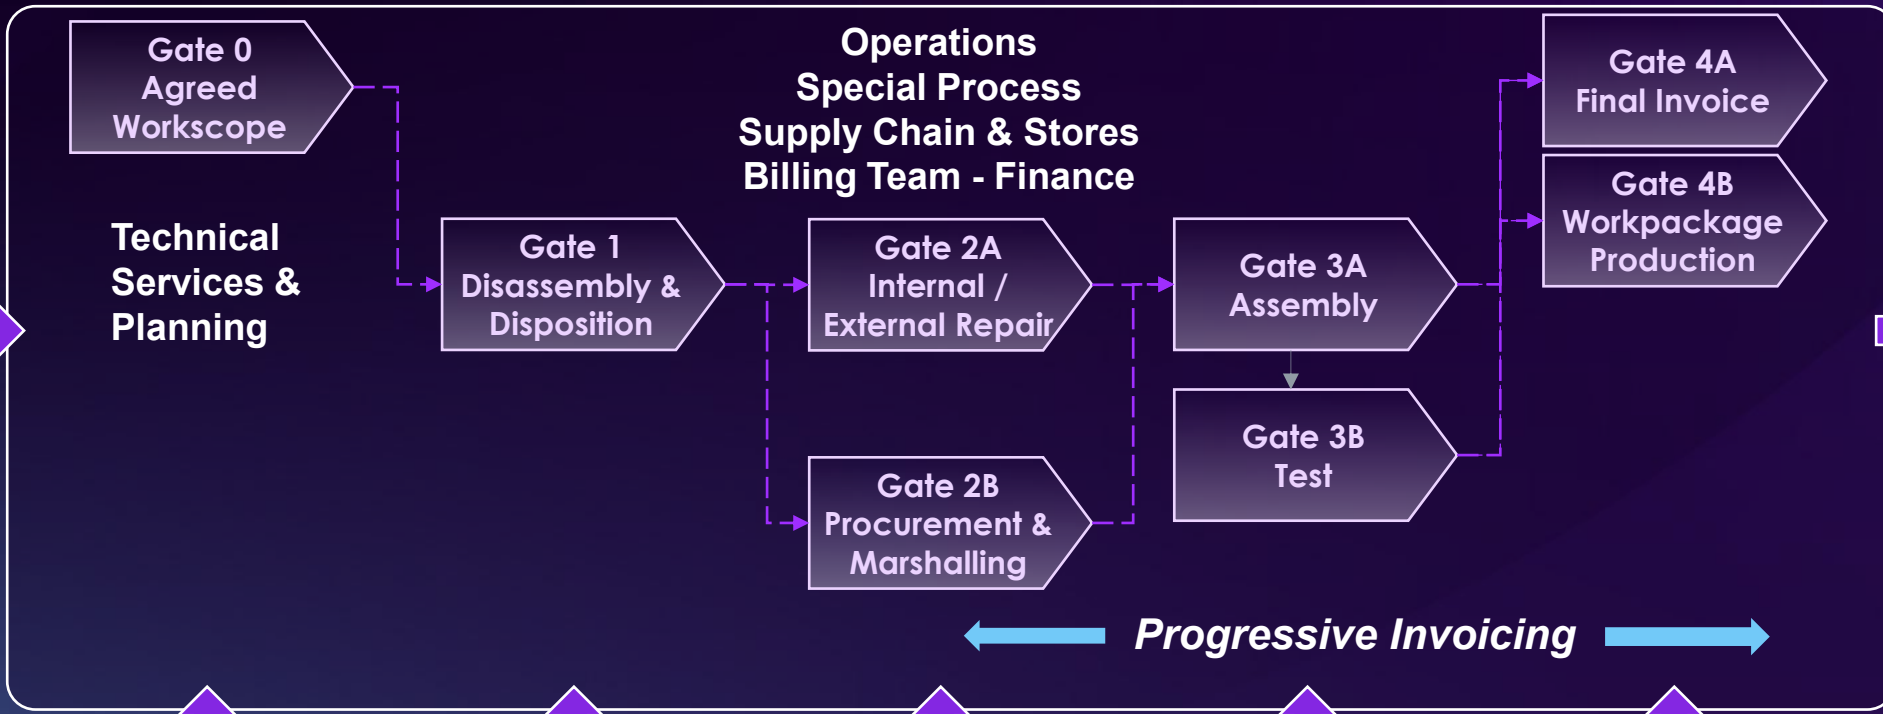 Gate 0
Agreed
Workscope
Technical
Services &
Planning
Operations
Special Process
Supply Chain & Stores
Billing Team - Finance
Gate 1
Disassembly &
Disposition
Gate 2A
Internal /
External Repair
Gate 2B
Procurement &
Marshalling
Gate 3A
Assembly
Gate 3B
Test
Gate 4A
Final Invoice
Gate 4B
Workpackage
Production
Progressive Invoicing